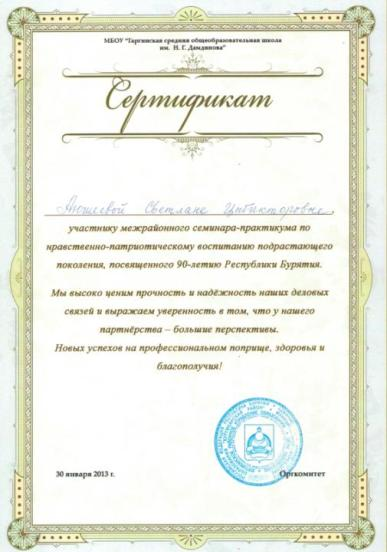 МБОУ "Таргинская средняя общеобразовательная школа
им. Н. Г. Дамдинова"
Сертификат
Аюшеевой Светлане Цыбикторовне,
участнику межрайонного семинара-практикума по
нравственно-патриотическому воспитанию подрастающего
поколения, посвященного 90-летию Республики Бурятия.
Мы высоко ценим прочность и надёжность наших деловых
связей и выражаем уверенность в том, что у нашего
партнёрства – большие перспективы.
Новых успехов на профессиональном поприще, здоровья и
благополучия!
30 января 2013 г.
Оргкомитет